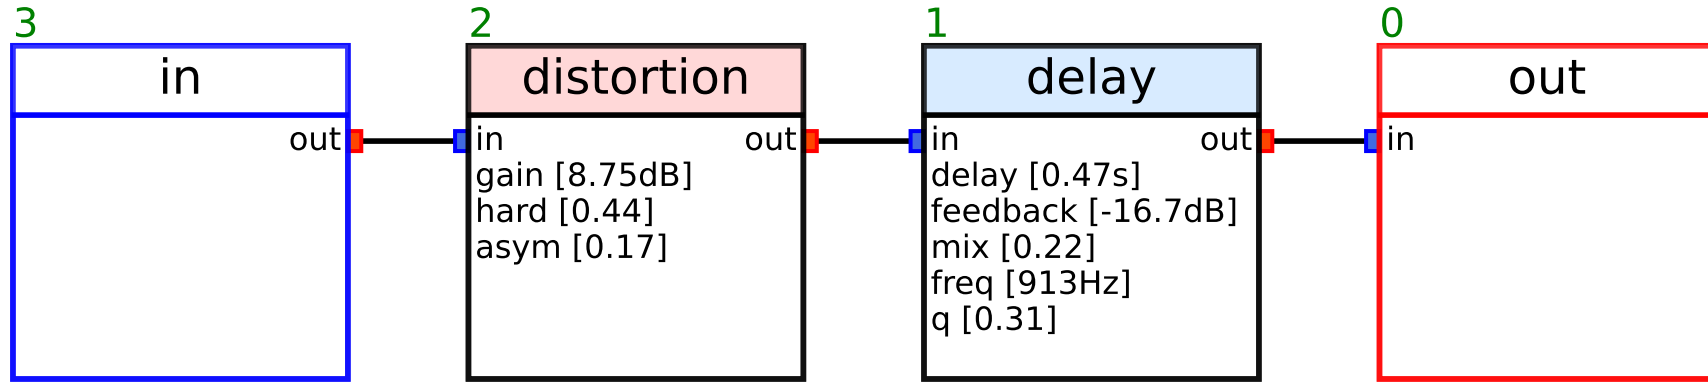 3
in
out
2
distortion
in out
gain [8.75dB]
hard [0.44]
asym [0.17]
1
delay
in out
delay [0.47s]
feedback [-16.7dB]
mix [0.22]
freq [913Hz]
q [0.31]
0
out
in